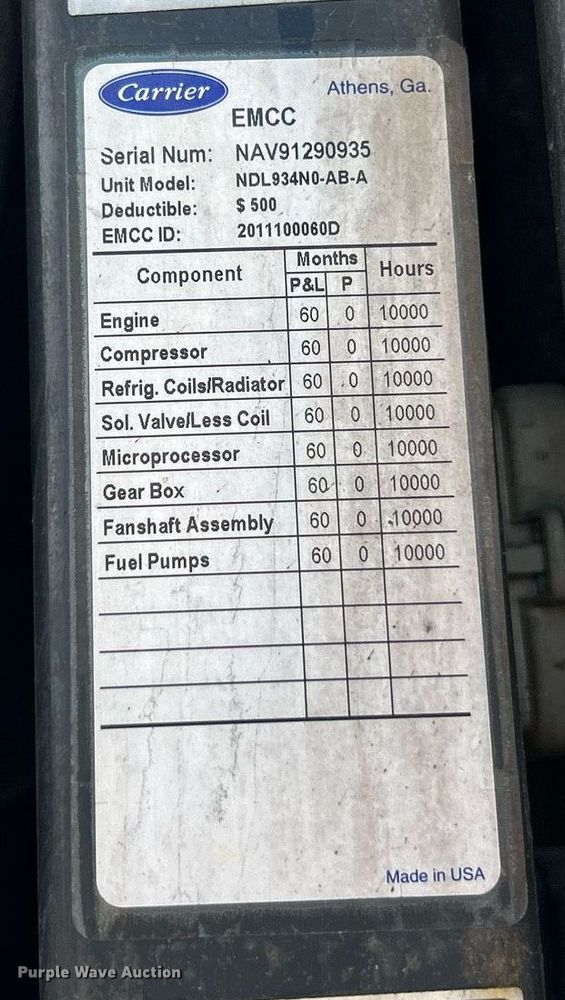 Carrier Athens, Ga.
EMCC
Serial Num: NAV91290935
Unit Model: NDL934N0-AB-A
Deductible: $ 500
EMCC ID: 2011100060D
Component Months Hours
P&L P
Engine 60 0 10000
Compressor 60 0 10000
Refrig. Coils/Radiator 60 0 10000
Sol. Valve/Less Coil 60 0 10000
Microprocessor 60 0 10000
Gear Box 60 0 10000
Fanshaft Assembly 60 0 10000
Fuel Pumps 60 0 10000
Made in USA
Purple Wave Auction